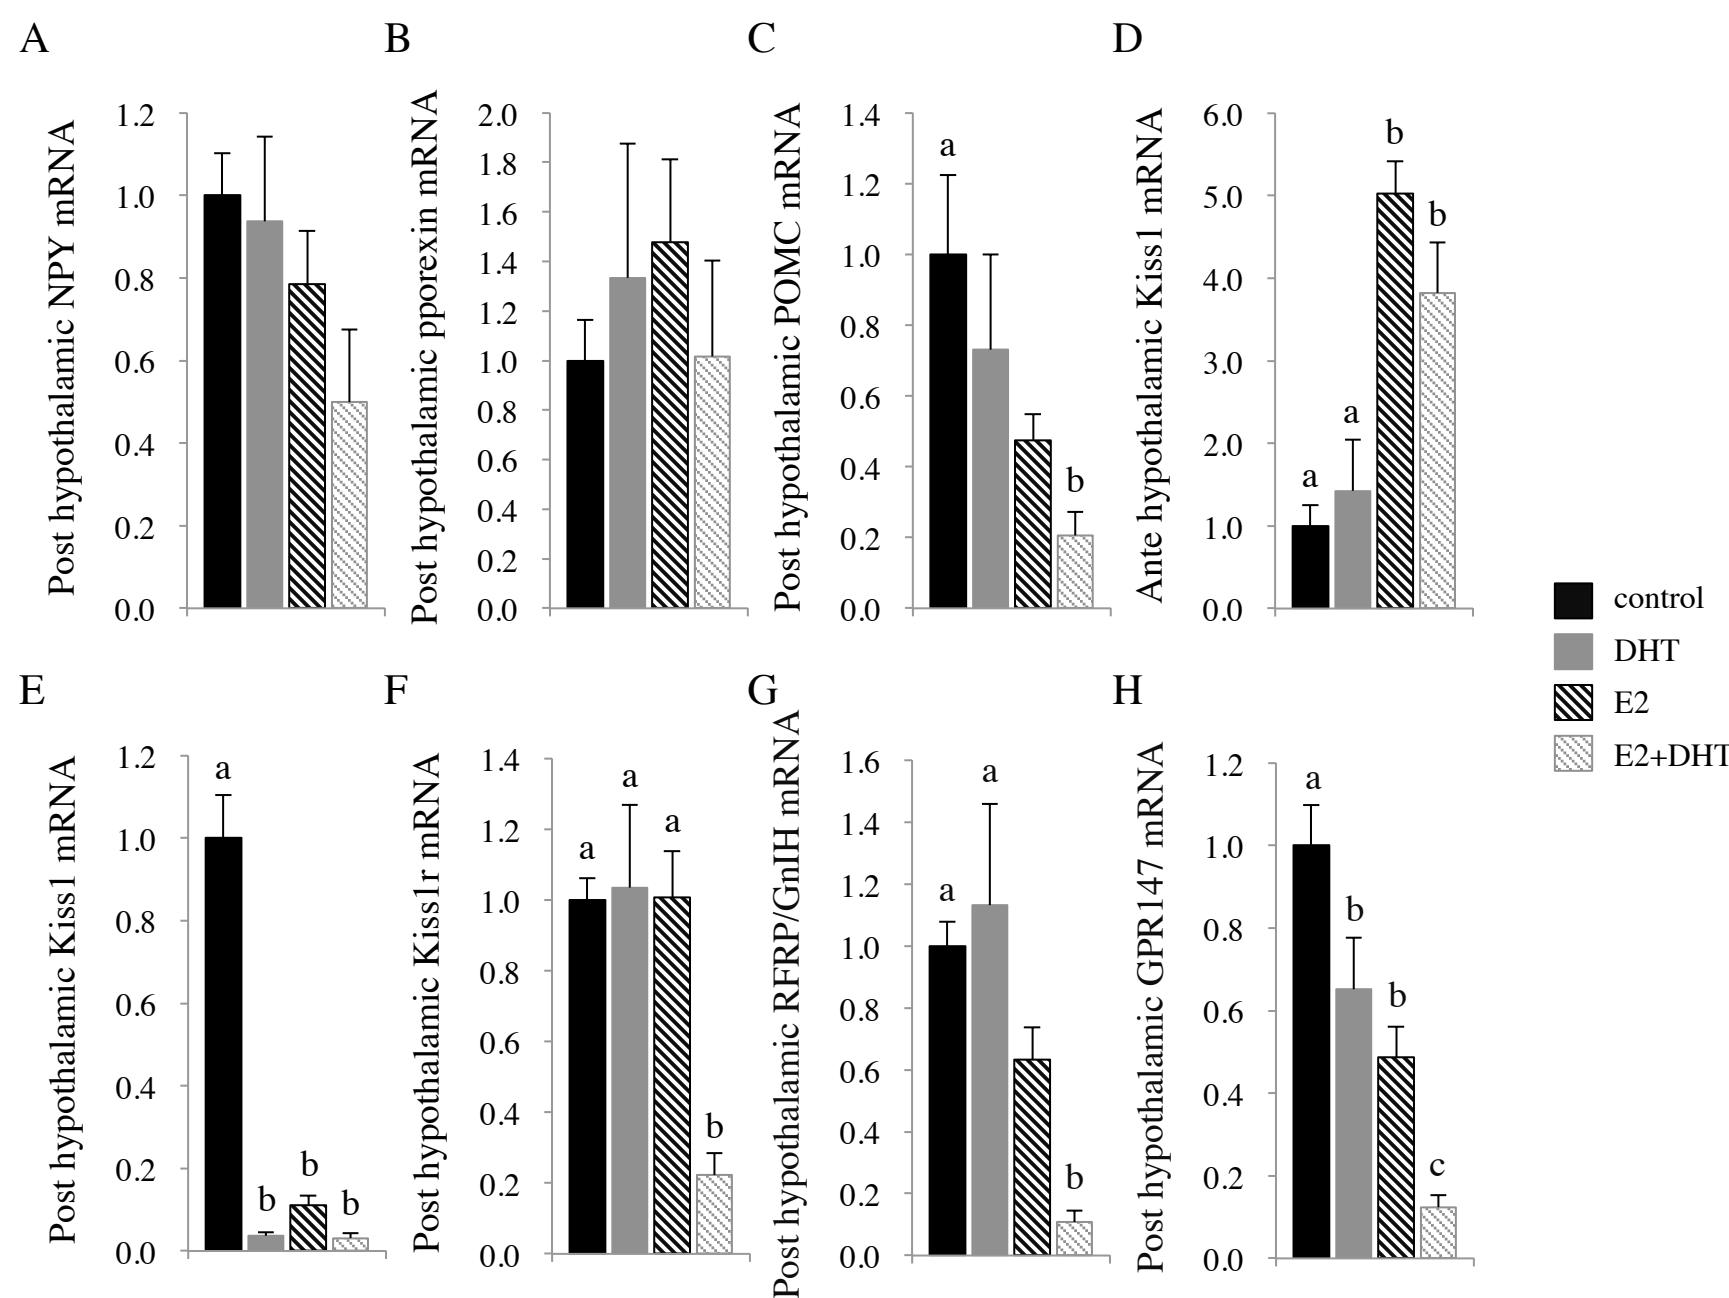 A
Post hypothalamic NPY mRNA
1.2
1.0
0.8
0.6
0.4
0.2
0.0
B
Post hypothalamic pporexin mRNA
2.0
1.8
1.6
1.4
1.2
1.0
0.8
0.6
0.4
0.2
0.0
C
Post hypothalamic POMC mRNA
1.4
1.2
1.0
0.8
0.6
0.4
0.2
0.0
a
b
D
Ante hypothalamic Kiss1 mRNA
6.0
5.0
4.0
3.0
2.0
1.0
0.0
a
a
b
b
control
DHT
E2
E2+DHT
E
Post hypothalamic Kiss1 mRNA
1.2
1.0
0.8
0.6
0.4
0.2
0.0
a
b
b
b
F
Post hypothalamic Kiss1r mRNA
1.4
1.2
1.0
0.8
0.6
0.4
0.2
0.0
a
a
a
b
G
Post hypothalamic RFRP/GnIH mRNA
1.6
1.4
1.2
1.0
0.8
0.6
0.4
0.2
0.0
a
a
b
H
Post hypothalamic GPR147 mRNA
1.2
1.0
0.8
0.6
0.4
0.2
0.0
a
b
b
c